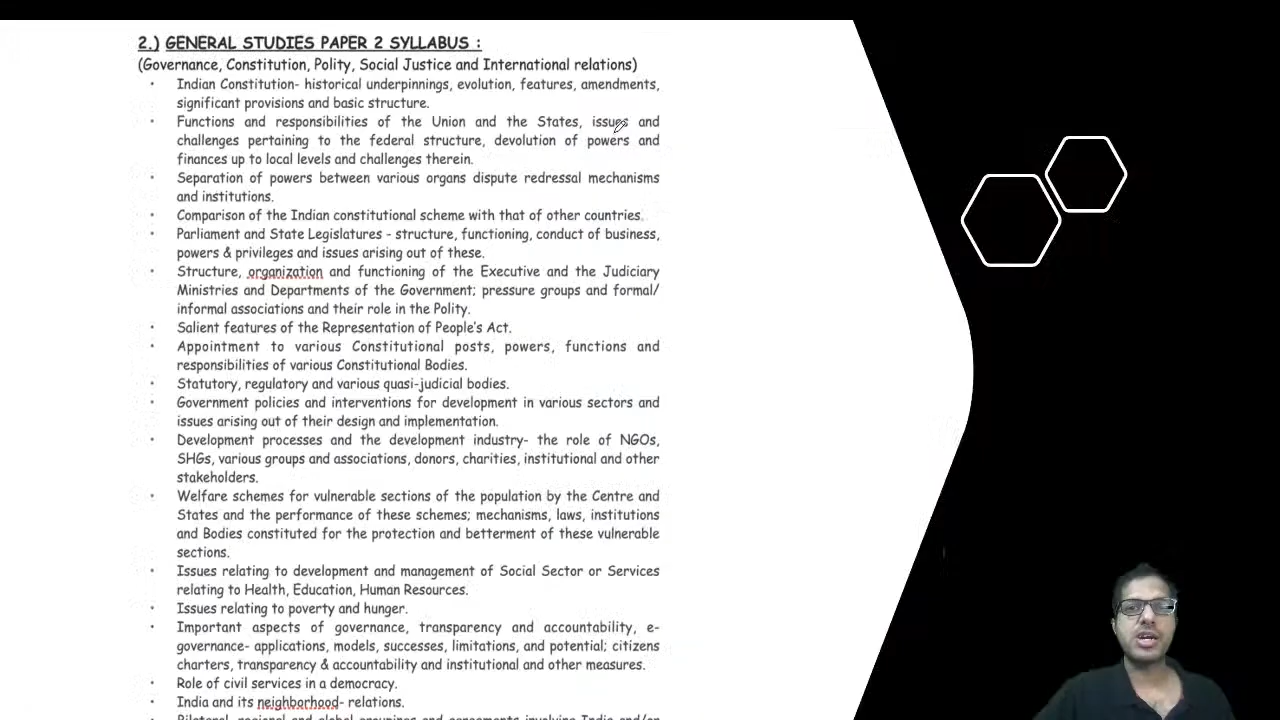 2.) GENERAL STUDIES PAPER 2 SYLLABUS :
(Governance, Constitution, Polity, Social Justice and International relations)
• Indian Constitution- historical underpinnings, evolution, features, amendments,
significant provisions and basic structure.
• Functions and responsibilities of the Union and the States, issues and
challenges pertaining to the federal structure, devolution of powers and
finances up to local levels and challenges therein.
• Separation of powers between various organs dispute redressal mechanisms
and institutions.
• Comparison of the Indian constitutional scheme with that of other countries.
• Parliament and State Legislatures - structure, functioning, conduct of business,
powers & privileges and issues arising out of these.
• Structure, organization and functioning of the Executive and the Judiciary
Ministries and Departments of the Government; pressure groups and formal/
informal associations and their role in the Polity.
• Salient features of the Representation of People's Act.
• Appointment to various Constitutional posts, powers, functions and
responsibilities of various Constitutional Bodies.
• Statutory, regulatory and various quasi-judicial bodies.
• Government policies and interventions for development in various sectors and
issues arising out of their design and implementation.
• Development processes and the development industry- the role of NGOs,
SHGs, various groups and associations, donors, charities, institutional and other
stakeholders.
• Welfare schemes for vulnerable sections of the population by the Centre and
States and the performance of these schemes; mechanisms, laws, institutions
and Bodies constituted for the protection and betterment of these vulnerable
sections.
• Issues relating to development and management of Social Sector or Services
relating to Health, Education, Human Resources.
• Issues relating to poverty and hunger.
• Important aspects of governance, transparency and accountability, e-
governance- applications, models, successes, limitations, and potential; citizens
charters, transparency & accountability and institutional and other measures.
• Role of civil services in a democracy.
• India and its neighborhood- relations.
• Bilateral, regional and global groupings and agreements involving India and/or